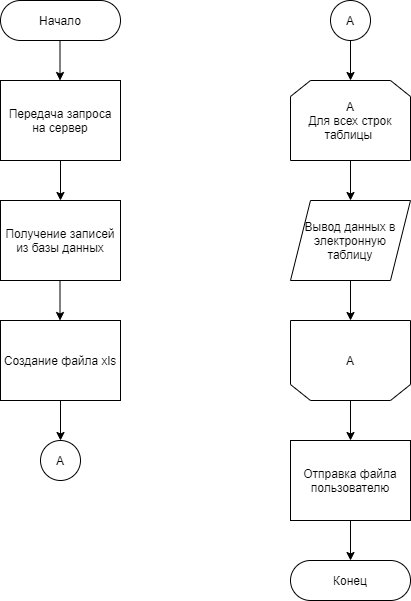 Начало
Передача запроса
на сервер
Получение записей
из базы данных
Создание файла xls
А
А
А
Для всех строк
таблицы
Вывод данных в
электронную
таблицу
А
Отправка файла
пользователю
Конец